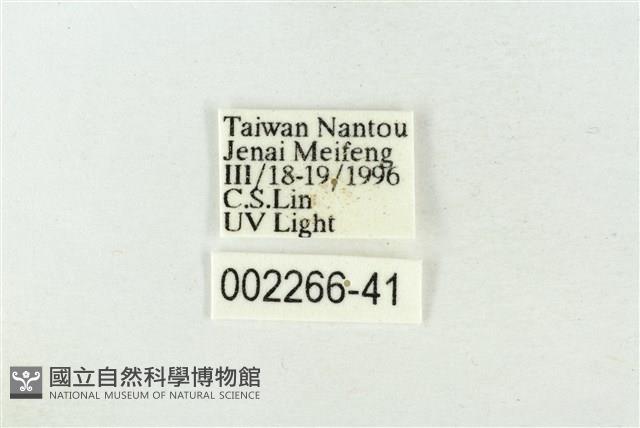 Taiwan Nantou
Jenai Meifeng
III/18-19/1996
C.S.Lin
UV Light
002266-41
國立自然科學博物館
NATIONAL MUSEUM OF NATURAL SCIENCE